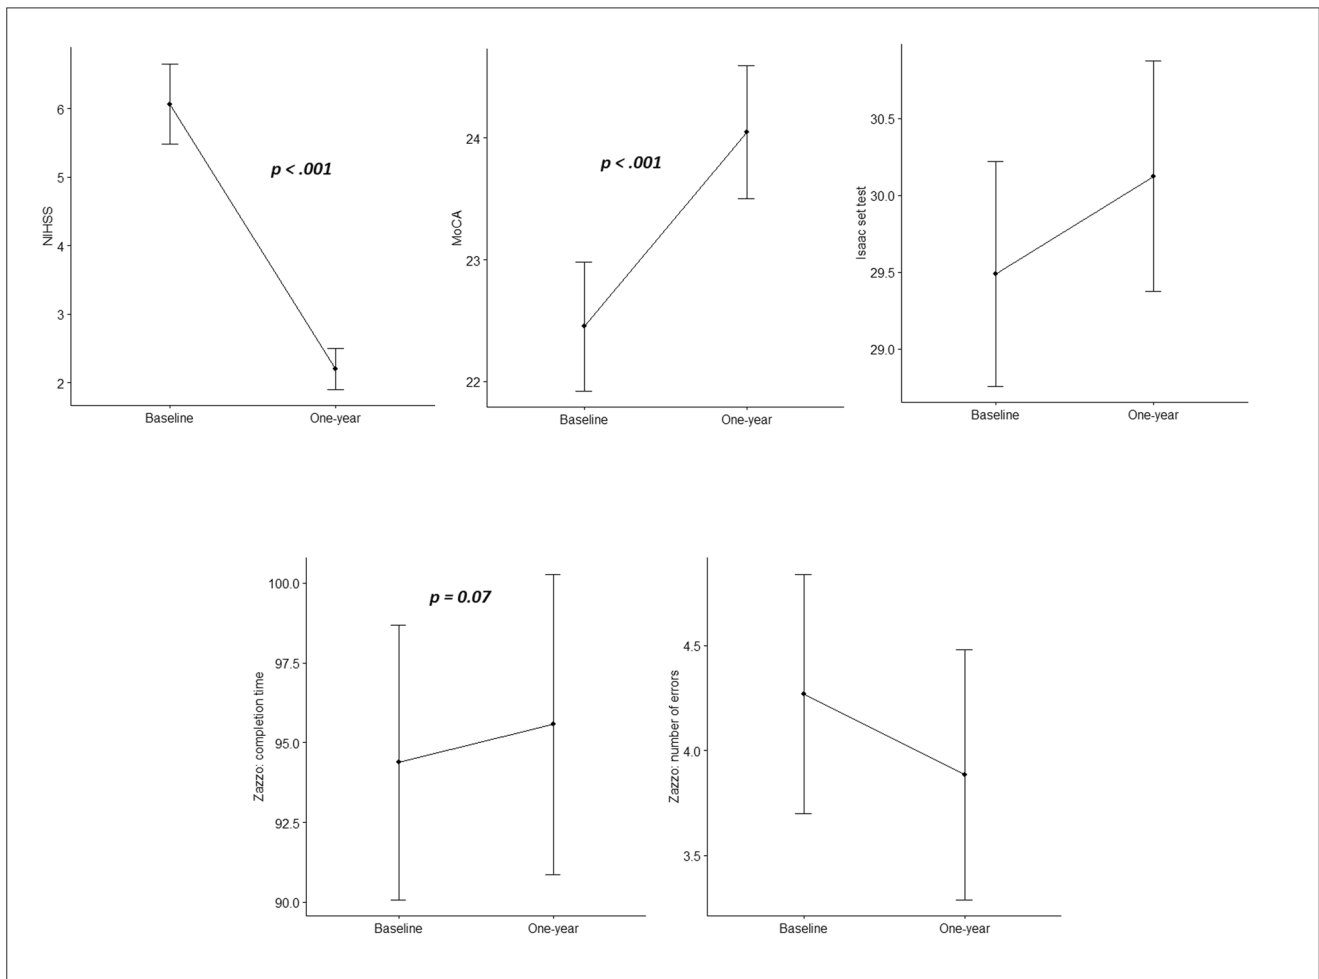 NIHSS
6
5
4
3
2
p < .001
Baseline
One-year
MoCA
24
23
22
p < .001
Baseline
One-year
Isaac set test
30.5
30.0
29.5
29.0
Baseline
One-year
Zazzo: completion time
100.0
97.5
95.0
92.5
90.0
p = 0.07
Baseline
One-year
Zazzo: number of errors
4.5
4.0
3.5
Baseline
One-year